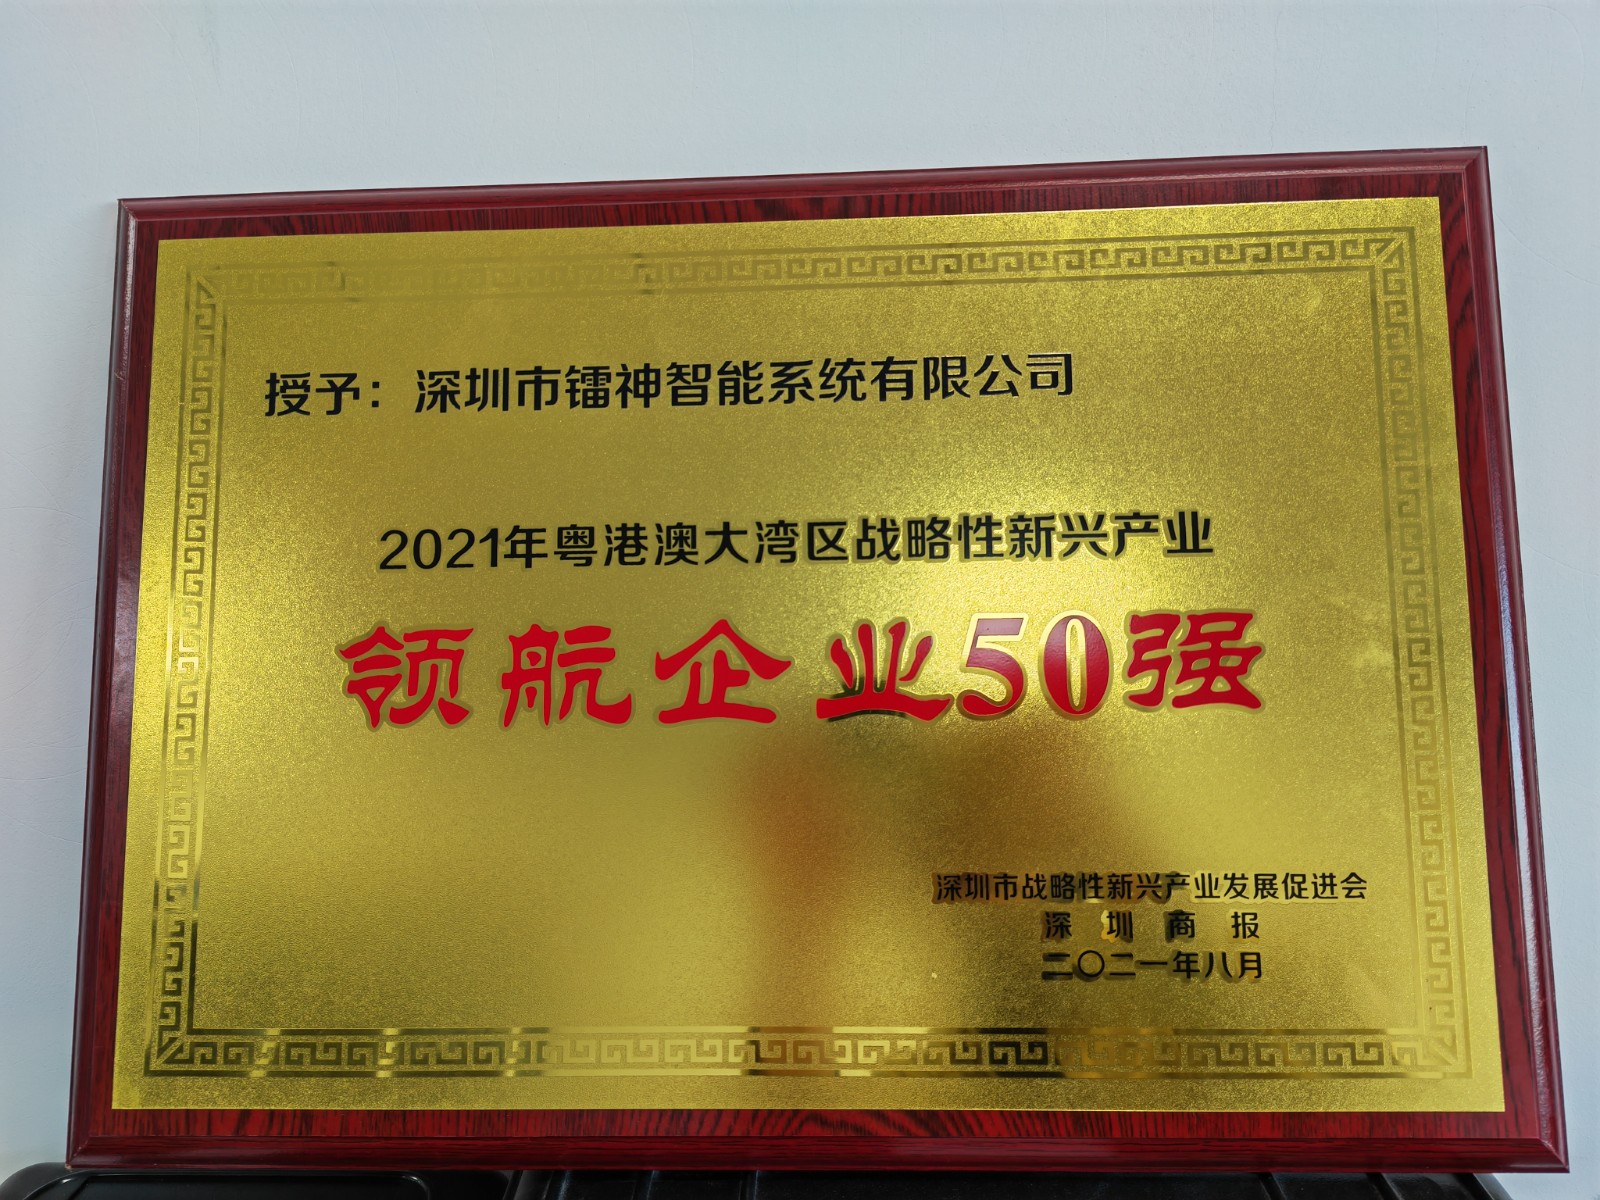 授予：深圳市镭神智能系统有限公司
2021年粤港澳大湾区战略性新兴产业
领航企业50强
深圳市战略性新兴产业发展促进会
深圳商报
二〇二一年八月